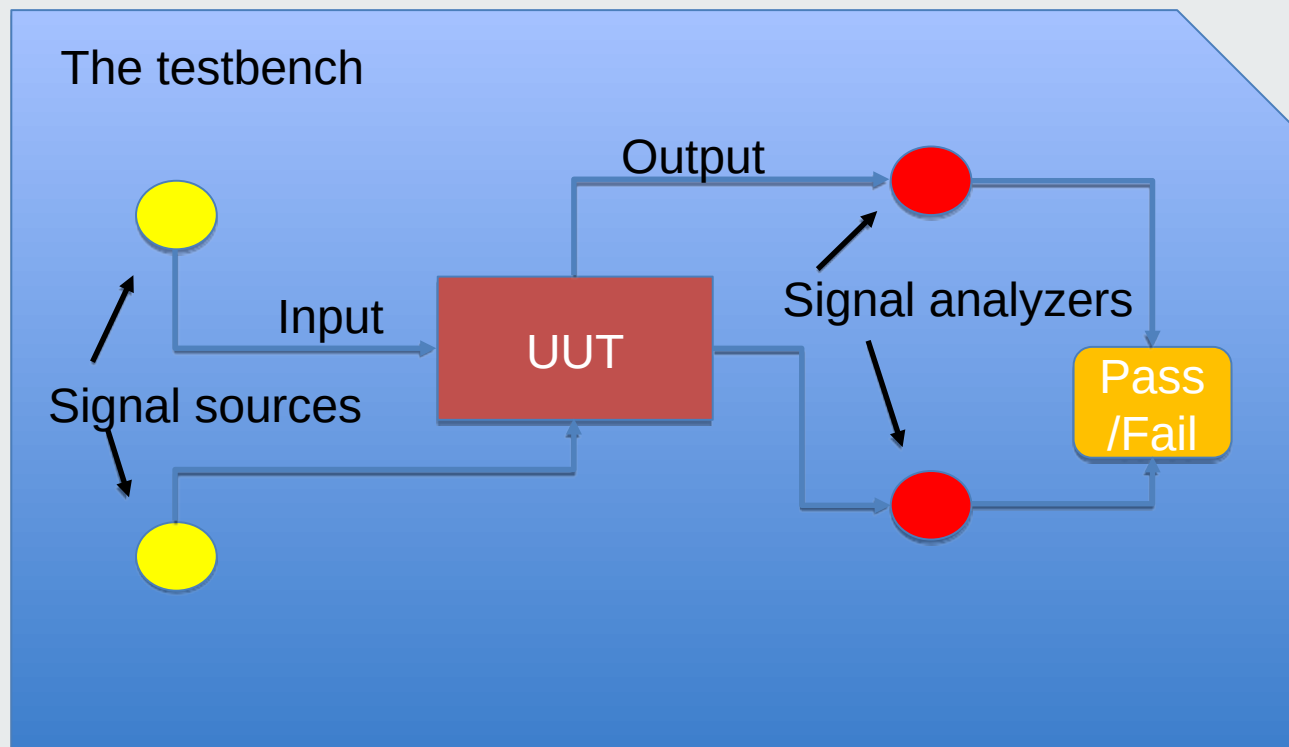 The testbench
Output
Input
Signal analyzers
UUT
Pass
/Fail
Signal sources